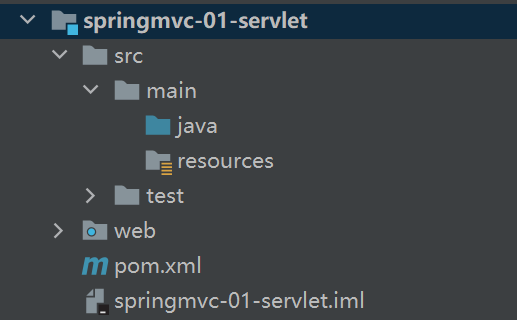 springmvc-01-servlet
src
main
java
resources
test
web
pom.xml
springmvc-01-servlet.iml